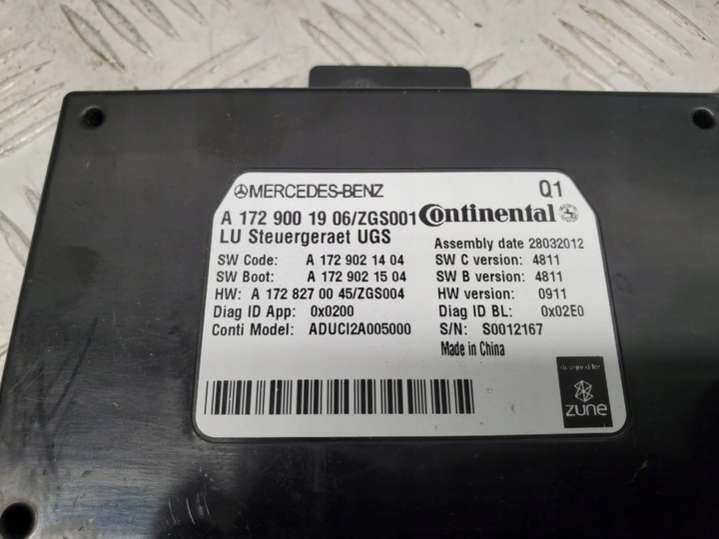 MERCEDES-BENZ Q1
A 172 900 19 06/ZGS001 Continental
LU Steuergeraet UGS Assembly date 28032012
SW Code: A 172 902 14 04 SW C version: 4811
SW Boot: A 172 902 15 04 SW B version: 4811
HW: A 172 827 00 45/ZGS004 HW version: 0911
Diag ID App: 0x0200 Diag ID BL: 0x02E0
Conti Model: ADUCI2A005000 S/N: S0012167
Made in China
designed for
zune